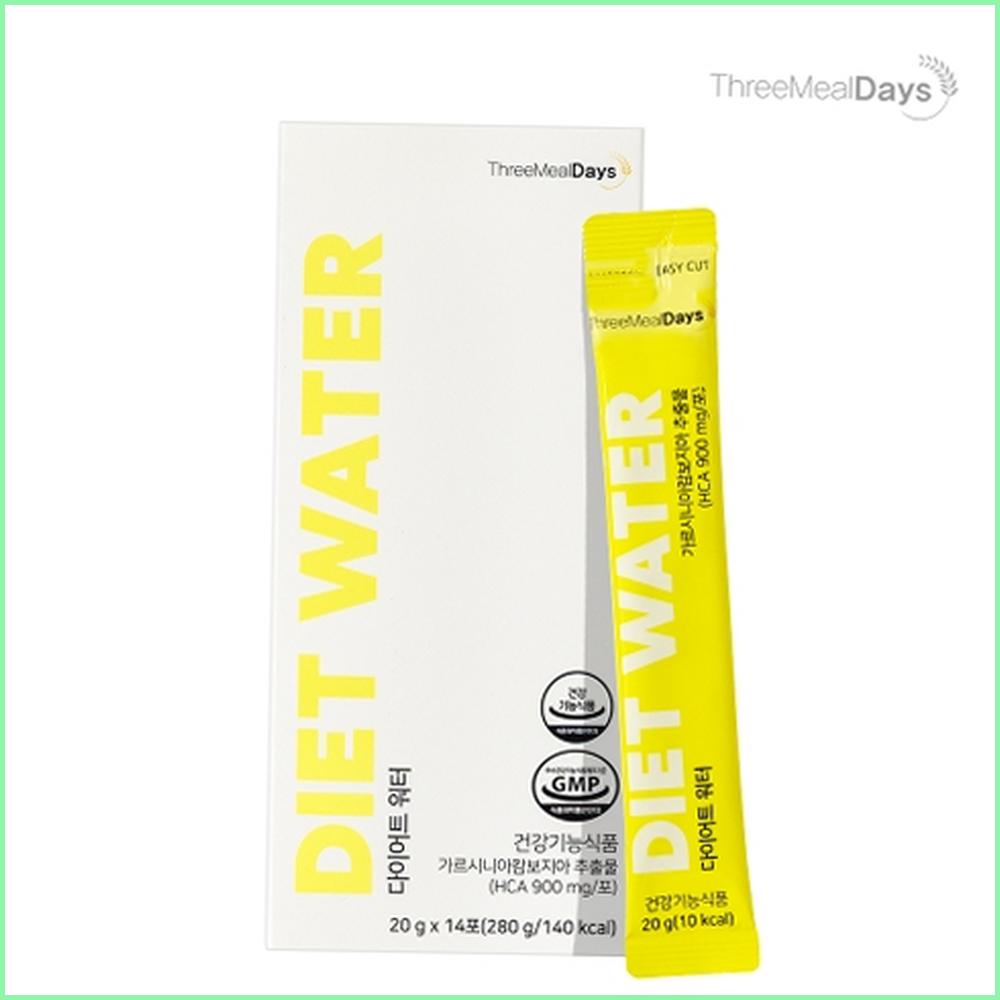 ThreeMealDays
ThreeMealDays
DIET WATER
다이어트 워터
건강
기능식품
GMP
건강기능식품
가르시니아캄보지아 추출물
(HCA 900 mg/포)
20 g x 14포(280 g/140 kcal)
EASY CUT
ThreeMealDays
DIET WATER
가르시니아캄보지아 추출물
(HCA 900 mg/포)
다이어트 워터
건강기능식품
20 g(10 kcal)